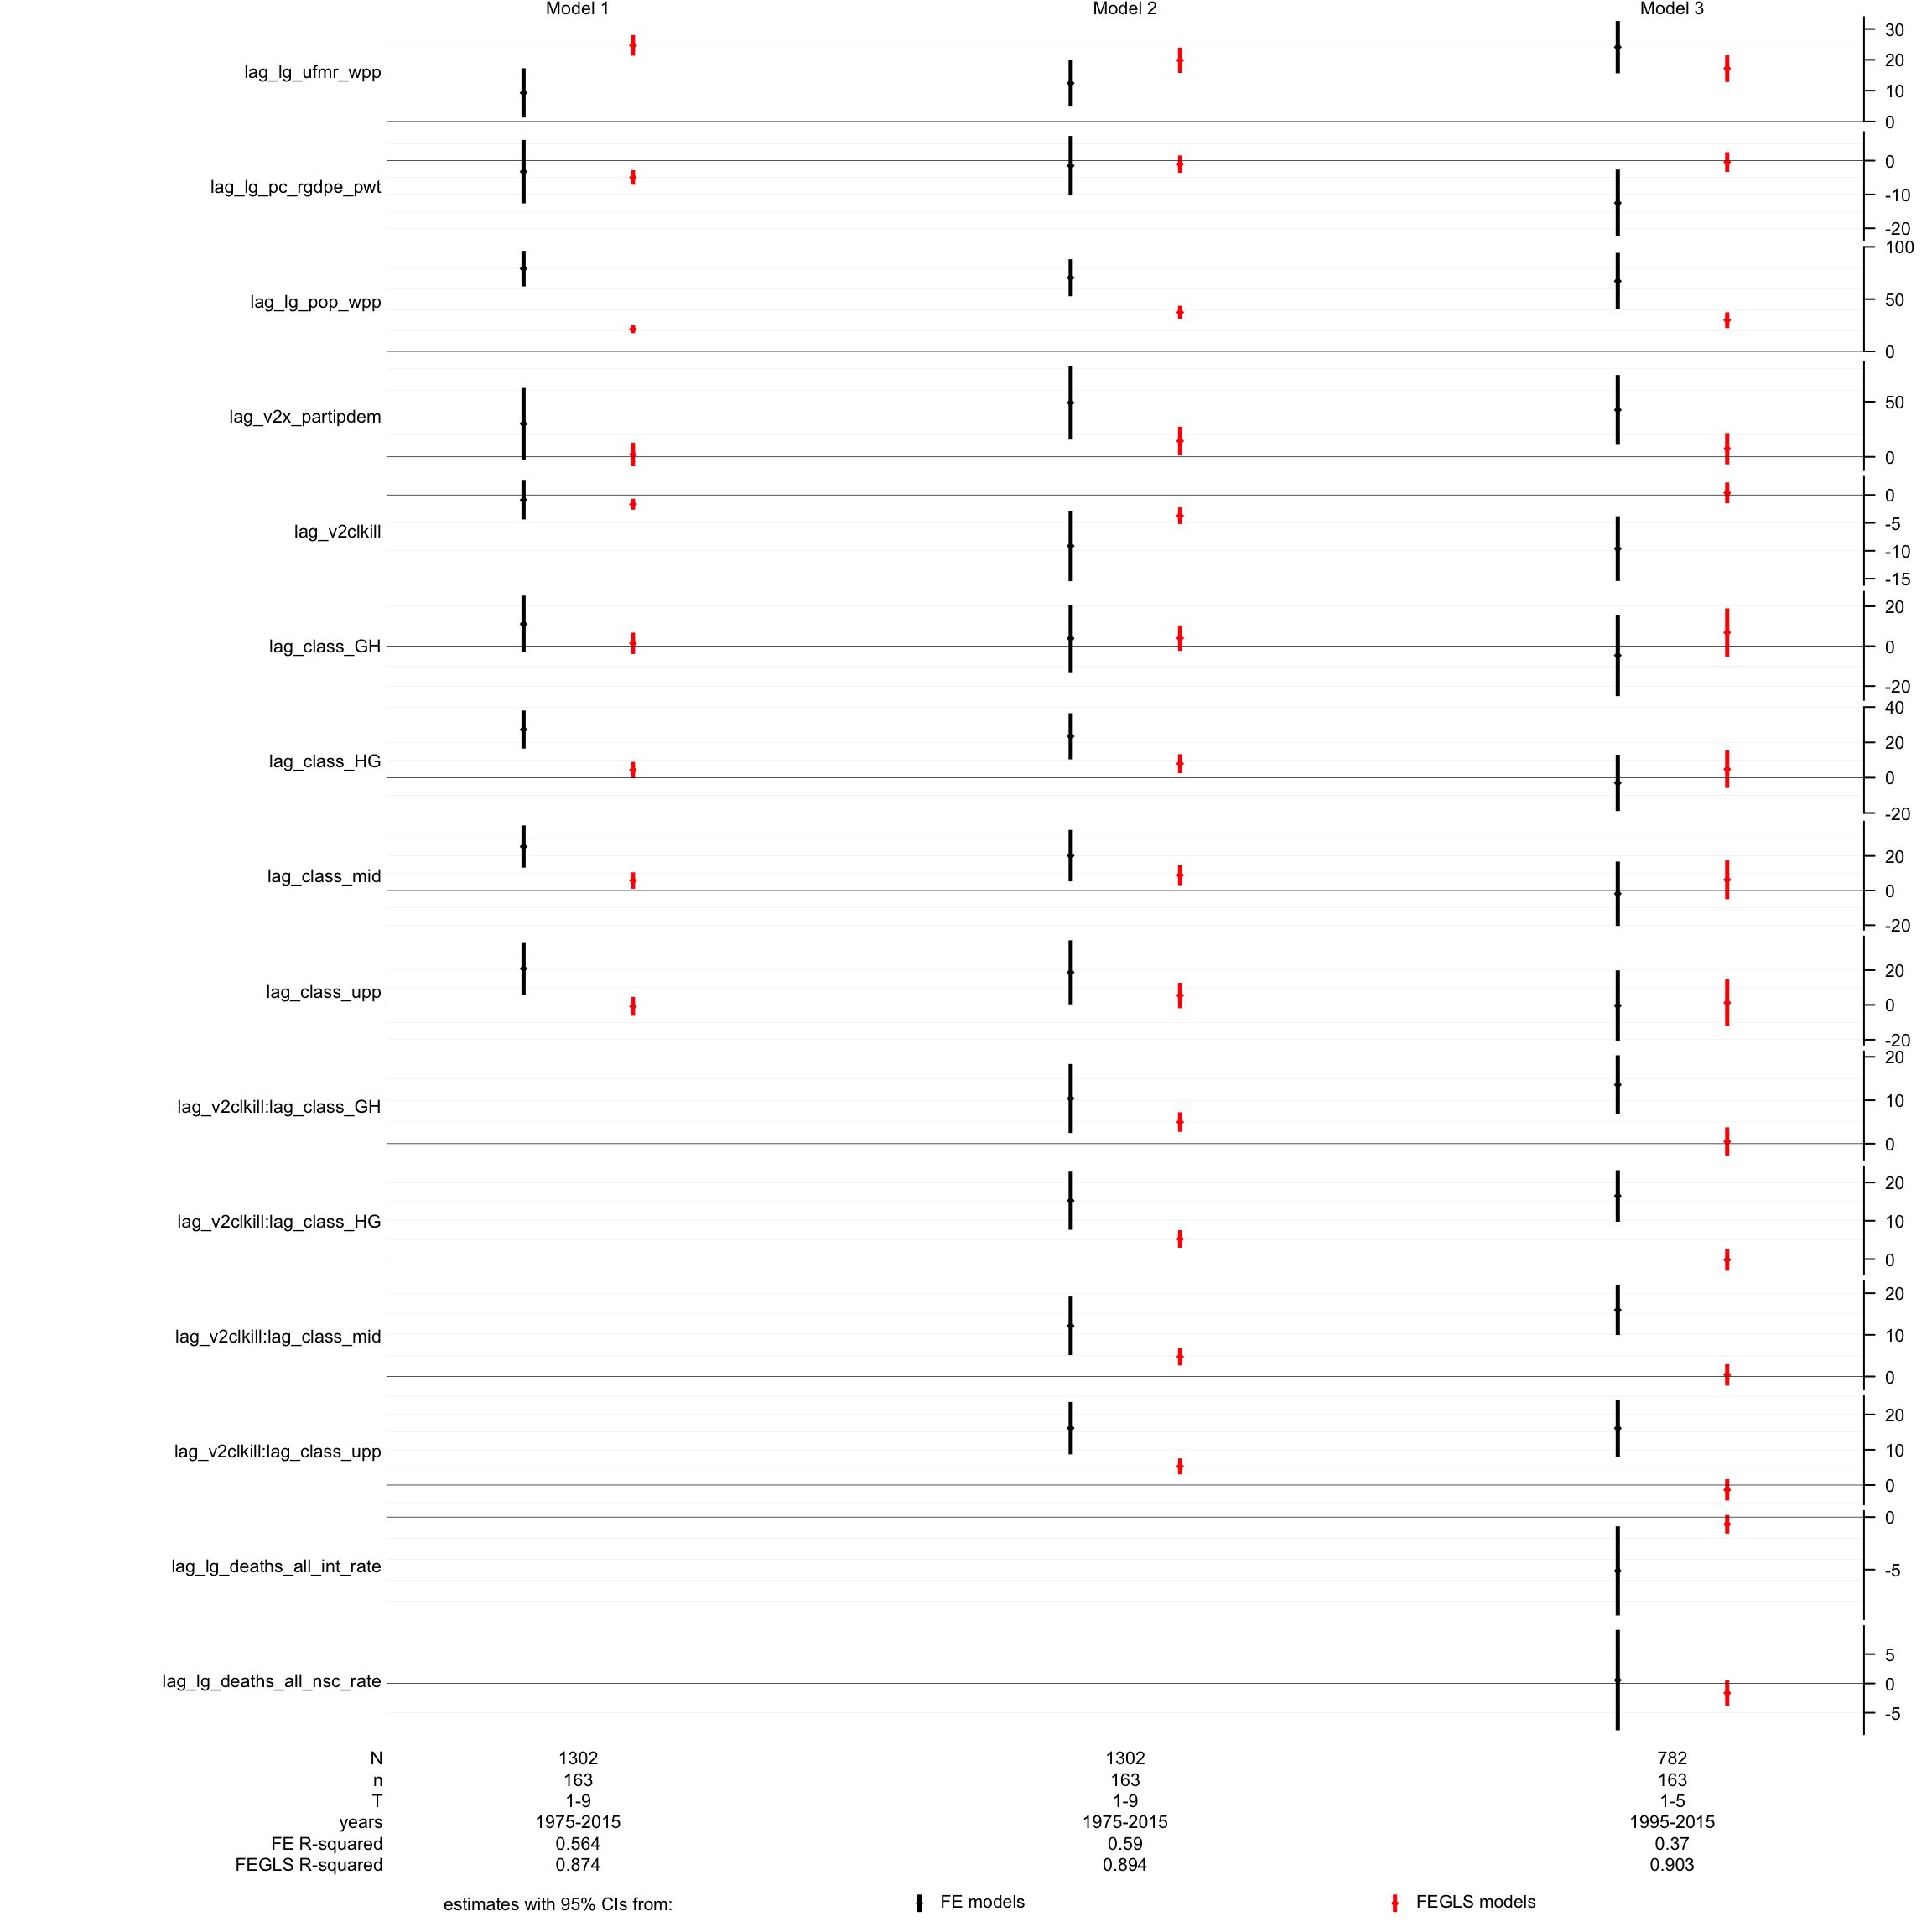 Model 1 Model 2 Model 3
lag_lg_ufmr_wpp 30 20 10 0
lag_lg_pc_rgdpe_pwt 0 -10 -20
lag_lg_pop_wpp 100 50 0
lag_v2x_partipdem 50 0
lag_v2clkill 0 -5 -10 -15
lag_class_GH 20 0 -20
lag_class_HG 40 20 0 -20
lag_class_mid 20 0 -20
lag_class_upp 20 0 -20
lag_v2clkill:lag_class_GH 20 10 0
lag_v2clkill:lag_class_HG 20 10 0
lag_v2clkill:lag_class_mid 20 10 0
lag_v2clkill:lag_class_upp 20 10 0
lag_lg_deaths_all_int_rate 0 -5
lag_lg_deaths_all_nsc_rate 5 0 -5
N 1302 1302 782
n 163 163 163
T 1-9 1-9 1-5
years 1975-2015 1975-2015 1995-2015
FE R-squared 0.564 0.59 0.37
FEGLS R-squared 0.874 0.894 0.903
estimates with 95% CIs from: FE models FEGLS models